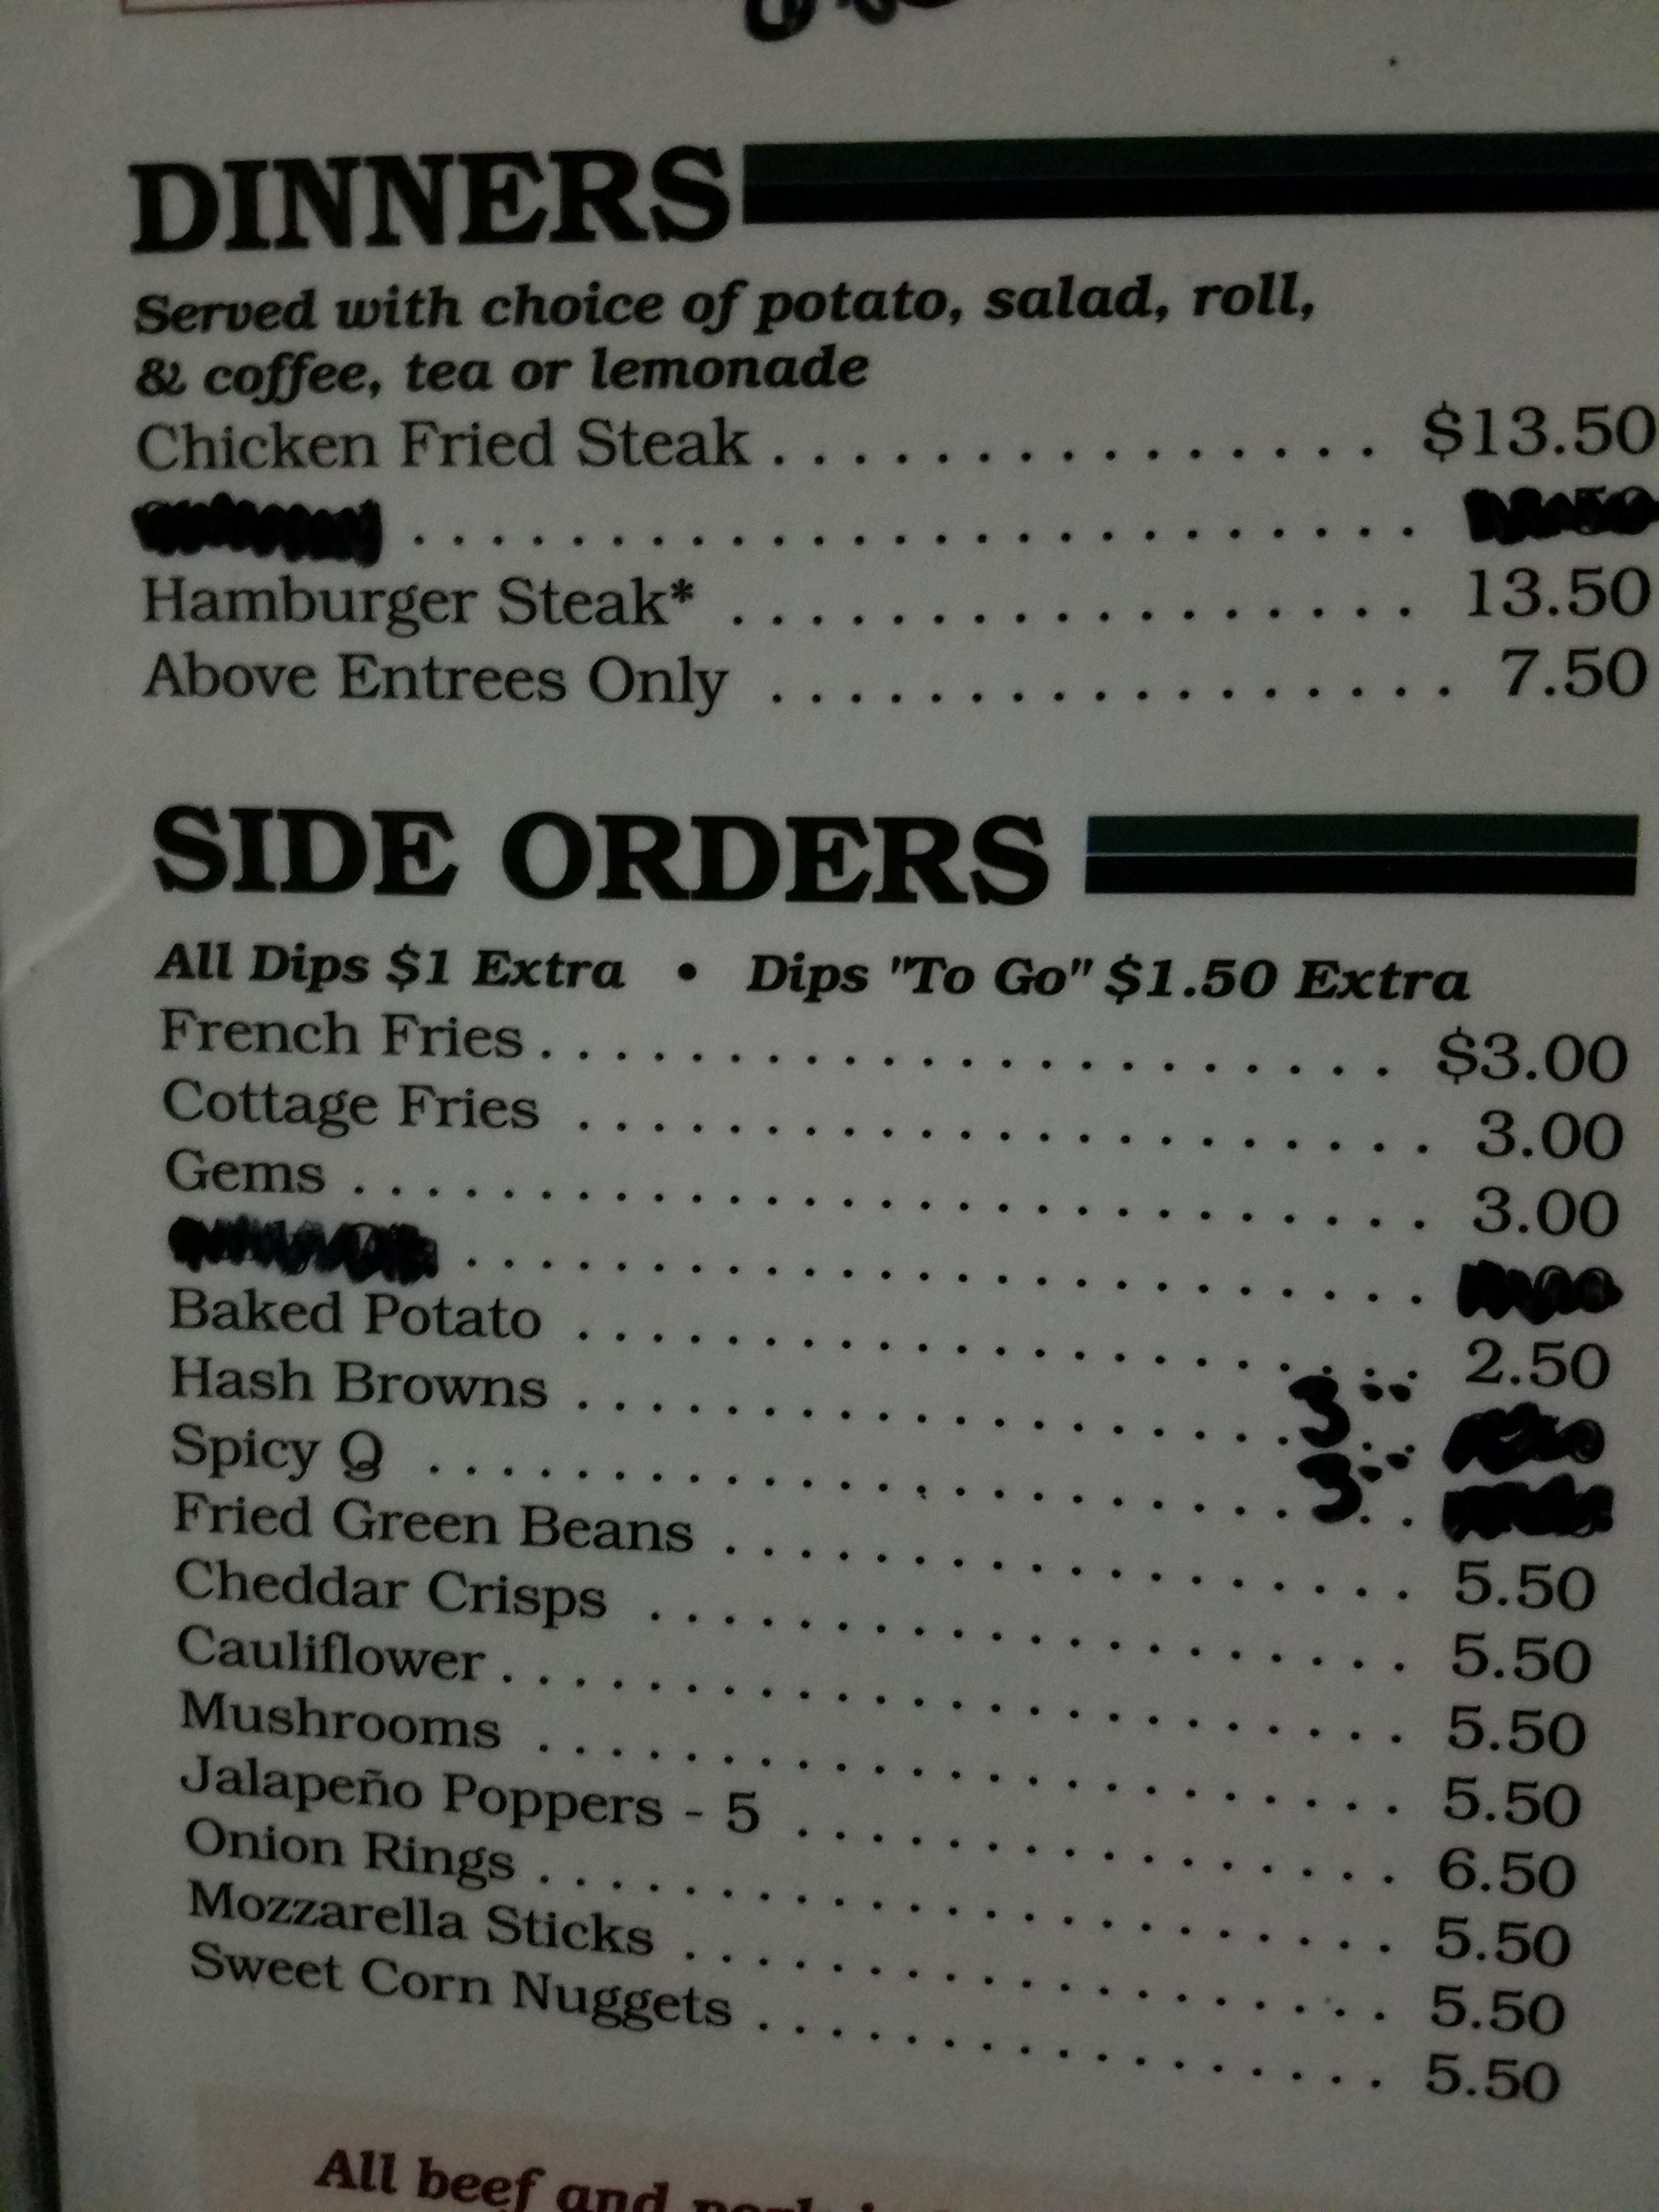 DINNERS
Served with choice of potato, salad, roll,
& coffee, tea or lemonade
Chicken Fried Steak . . . . . . . . . . . . . . . . $13.50
Hamburger Steak* . . . . . . . . . . . . . . . . . . 13.50
Above Entrees Only . . . . . . . . . . . . . . . . . . 7.50
SIDE ORDERS
All Dips $1 Extra • Dips "To Go" $1.50 Extra
French Fries . . . . . . . . . . . . . . . . . . . . . . . $3.00
Cottage Fries . . . . . . . . . . . . . . . . . . . . . . . 3.00
Gems . . . . . . . . . . . . . . . . . . . . . . . . . . . . . 3.00
Baked Potato . . . . . . . . . . . . . . . . . . . . . . . 2.50
Hash Browns . . . . . . . . . . . . . . . . . . . . 3
Spicy Q . . . . . . . . . . . . . . . . . . . . . . . . 3
Fried Green Beans . . . . . . . . . . . . . . . . . . . 5.50
Cheddar Crisps . . . . . . . . . . . . . . . . . . . . . 5.50
Cauliflower . . . . . . . . . . . . . . . . . . . . . . . . . 5.50
Mushrooms . . . . . . . . . . . . . . . . . . . . . . . . 5.50
Jalapeño Poppers - 5 . . . . . . . . . . . . . . . . . 6.50
Onion Rings . . . . . . . . . . . . . . . . . . . . . . . . 5.50
Mozzarella Sticks . . . . . . . . . . . . . . . . . . . . 5.50
Sweet Corn Nuggets . . . . . . . . . . . . . . . . . . 5.50
All beef and